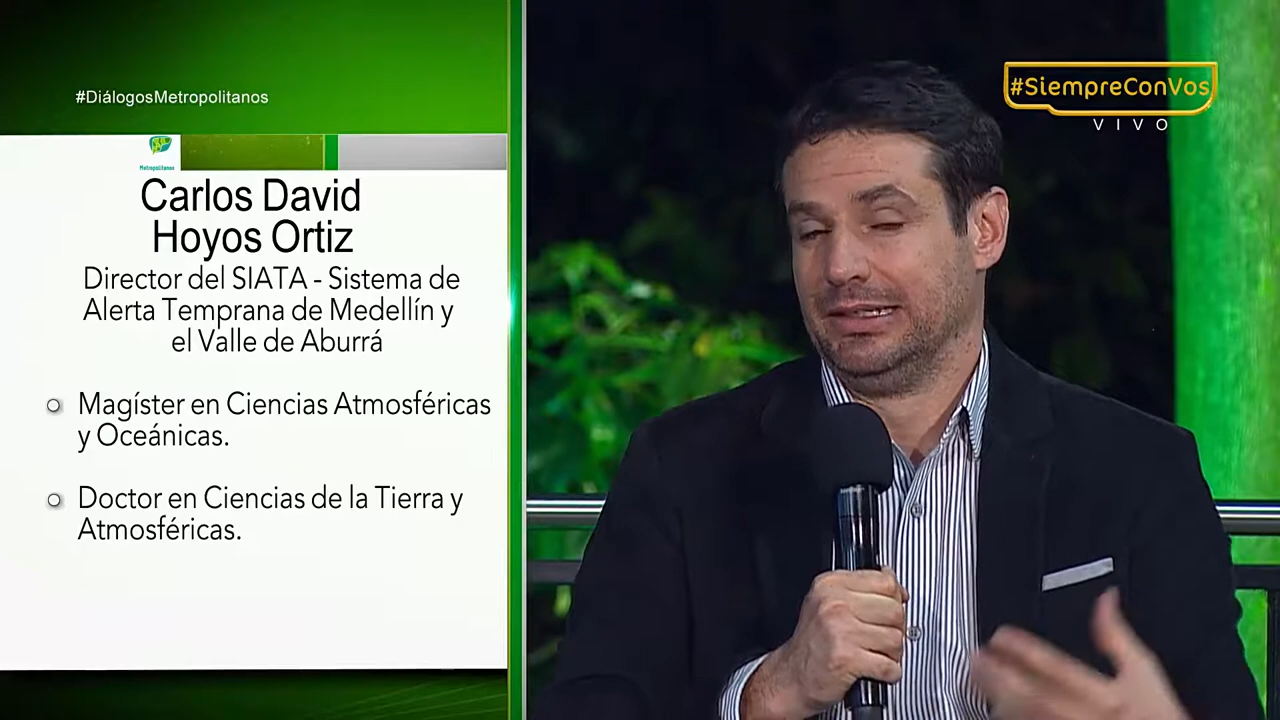 #DiálogosMetropolitanos
Metropolitanos
Carlos David
Hoyos Ortiz
Director del SIATA - Sistema de
Alerta Temprana de Medellín y
el Valle de Aburrá
Magíster en Ciencias Atmosféricas
y Oceánicas.
Doctor en Ciencias de la Tierra y
Atmosféricas.
#SiempreConVos
VIVO